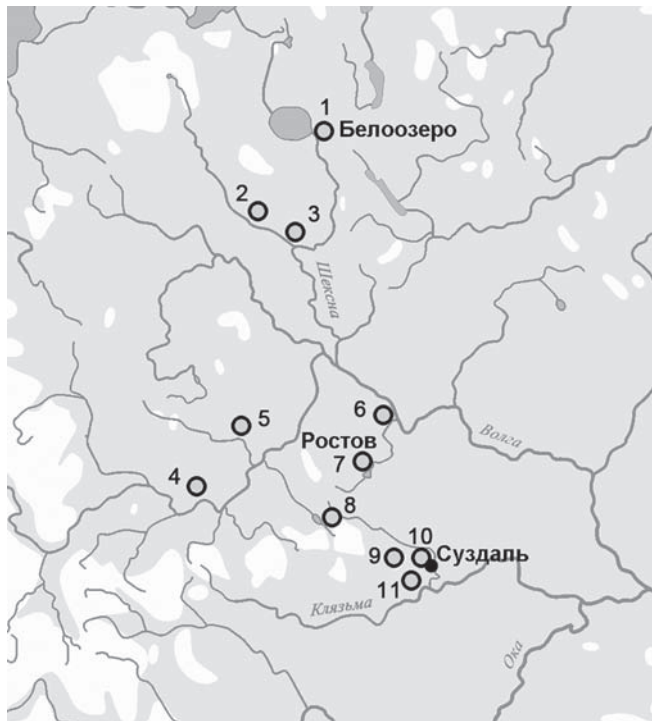 1
Белоозеро
2
3
Шексна
5
6
Волга
Ростов
7
4
8
10
9
Суздаль
11
Клязьма
Ока